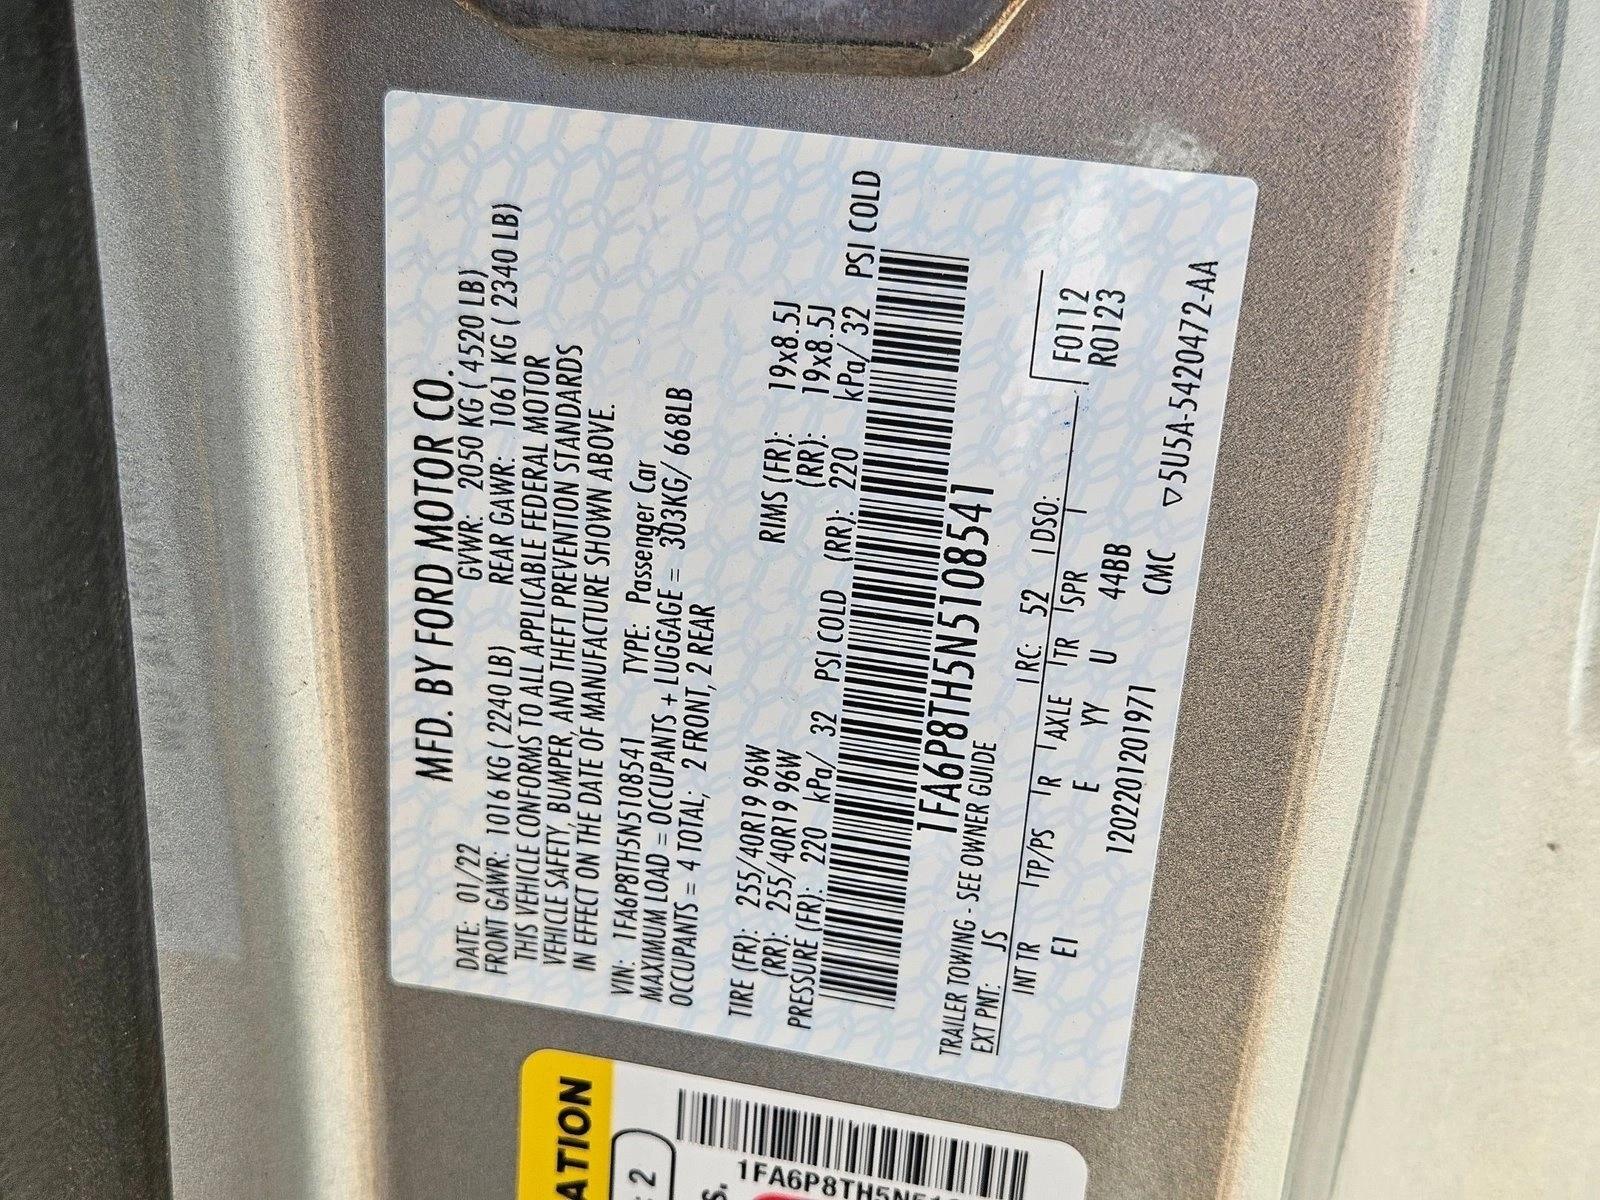 MFD. BY FORD MOTOR CO.
DATE: 01/22 GVWR: 2050 KG ( 4520 LB)
FRONT GAWR: 1016 KG ( 2240 LB) REAR GAWR: 1061 KG ( 2340 LB)
THIS VEHICLE CONFORMS TO ALL APPLICABLE FEDERAL MOTOR
VEHICLE SAFETY, BUMPER, AND THEFT PREVENTION STANDARDS
IN EFFECT ON THE DATE OF MANUFACTURE SHOWN ABOVE.
VIN: 1FA6P8TH5N5108541 TYPE: Passenger Car
MAXIMUM LOAD = OCCUPANTS + LUGGAGE = 303KG/ 668LB
OCCUPANTS = 4 TOTAL; 2 FRONT, 2 REAR
TIRE (FR): 255/40R19 96W RIMS (FR): 19x8.5J
(RR): 255/40R19 96W (RR): 19x8.5J
PRESSURE (FR): 220 kPa/ 32 PSI COLD (RR): 220 kPa/ 32 PSI COLD
1FA6P8TH5N5108541
TRAILER TOWING - SEE OWNER GUIDE
EXT PNT: JS RC: 52 DSO:
INT TR TP/PS R AXLE TR SPR F0112
E1 E YY U 44BB R0123
1202201201971 CMC ▽5U5A-5420472-AA
ATION
2
S.
1FA6P8TH5N51